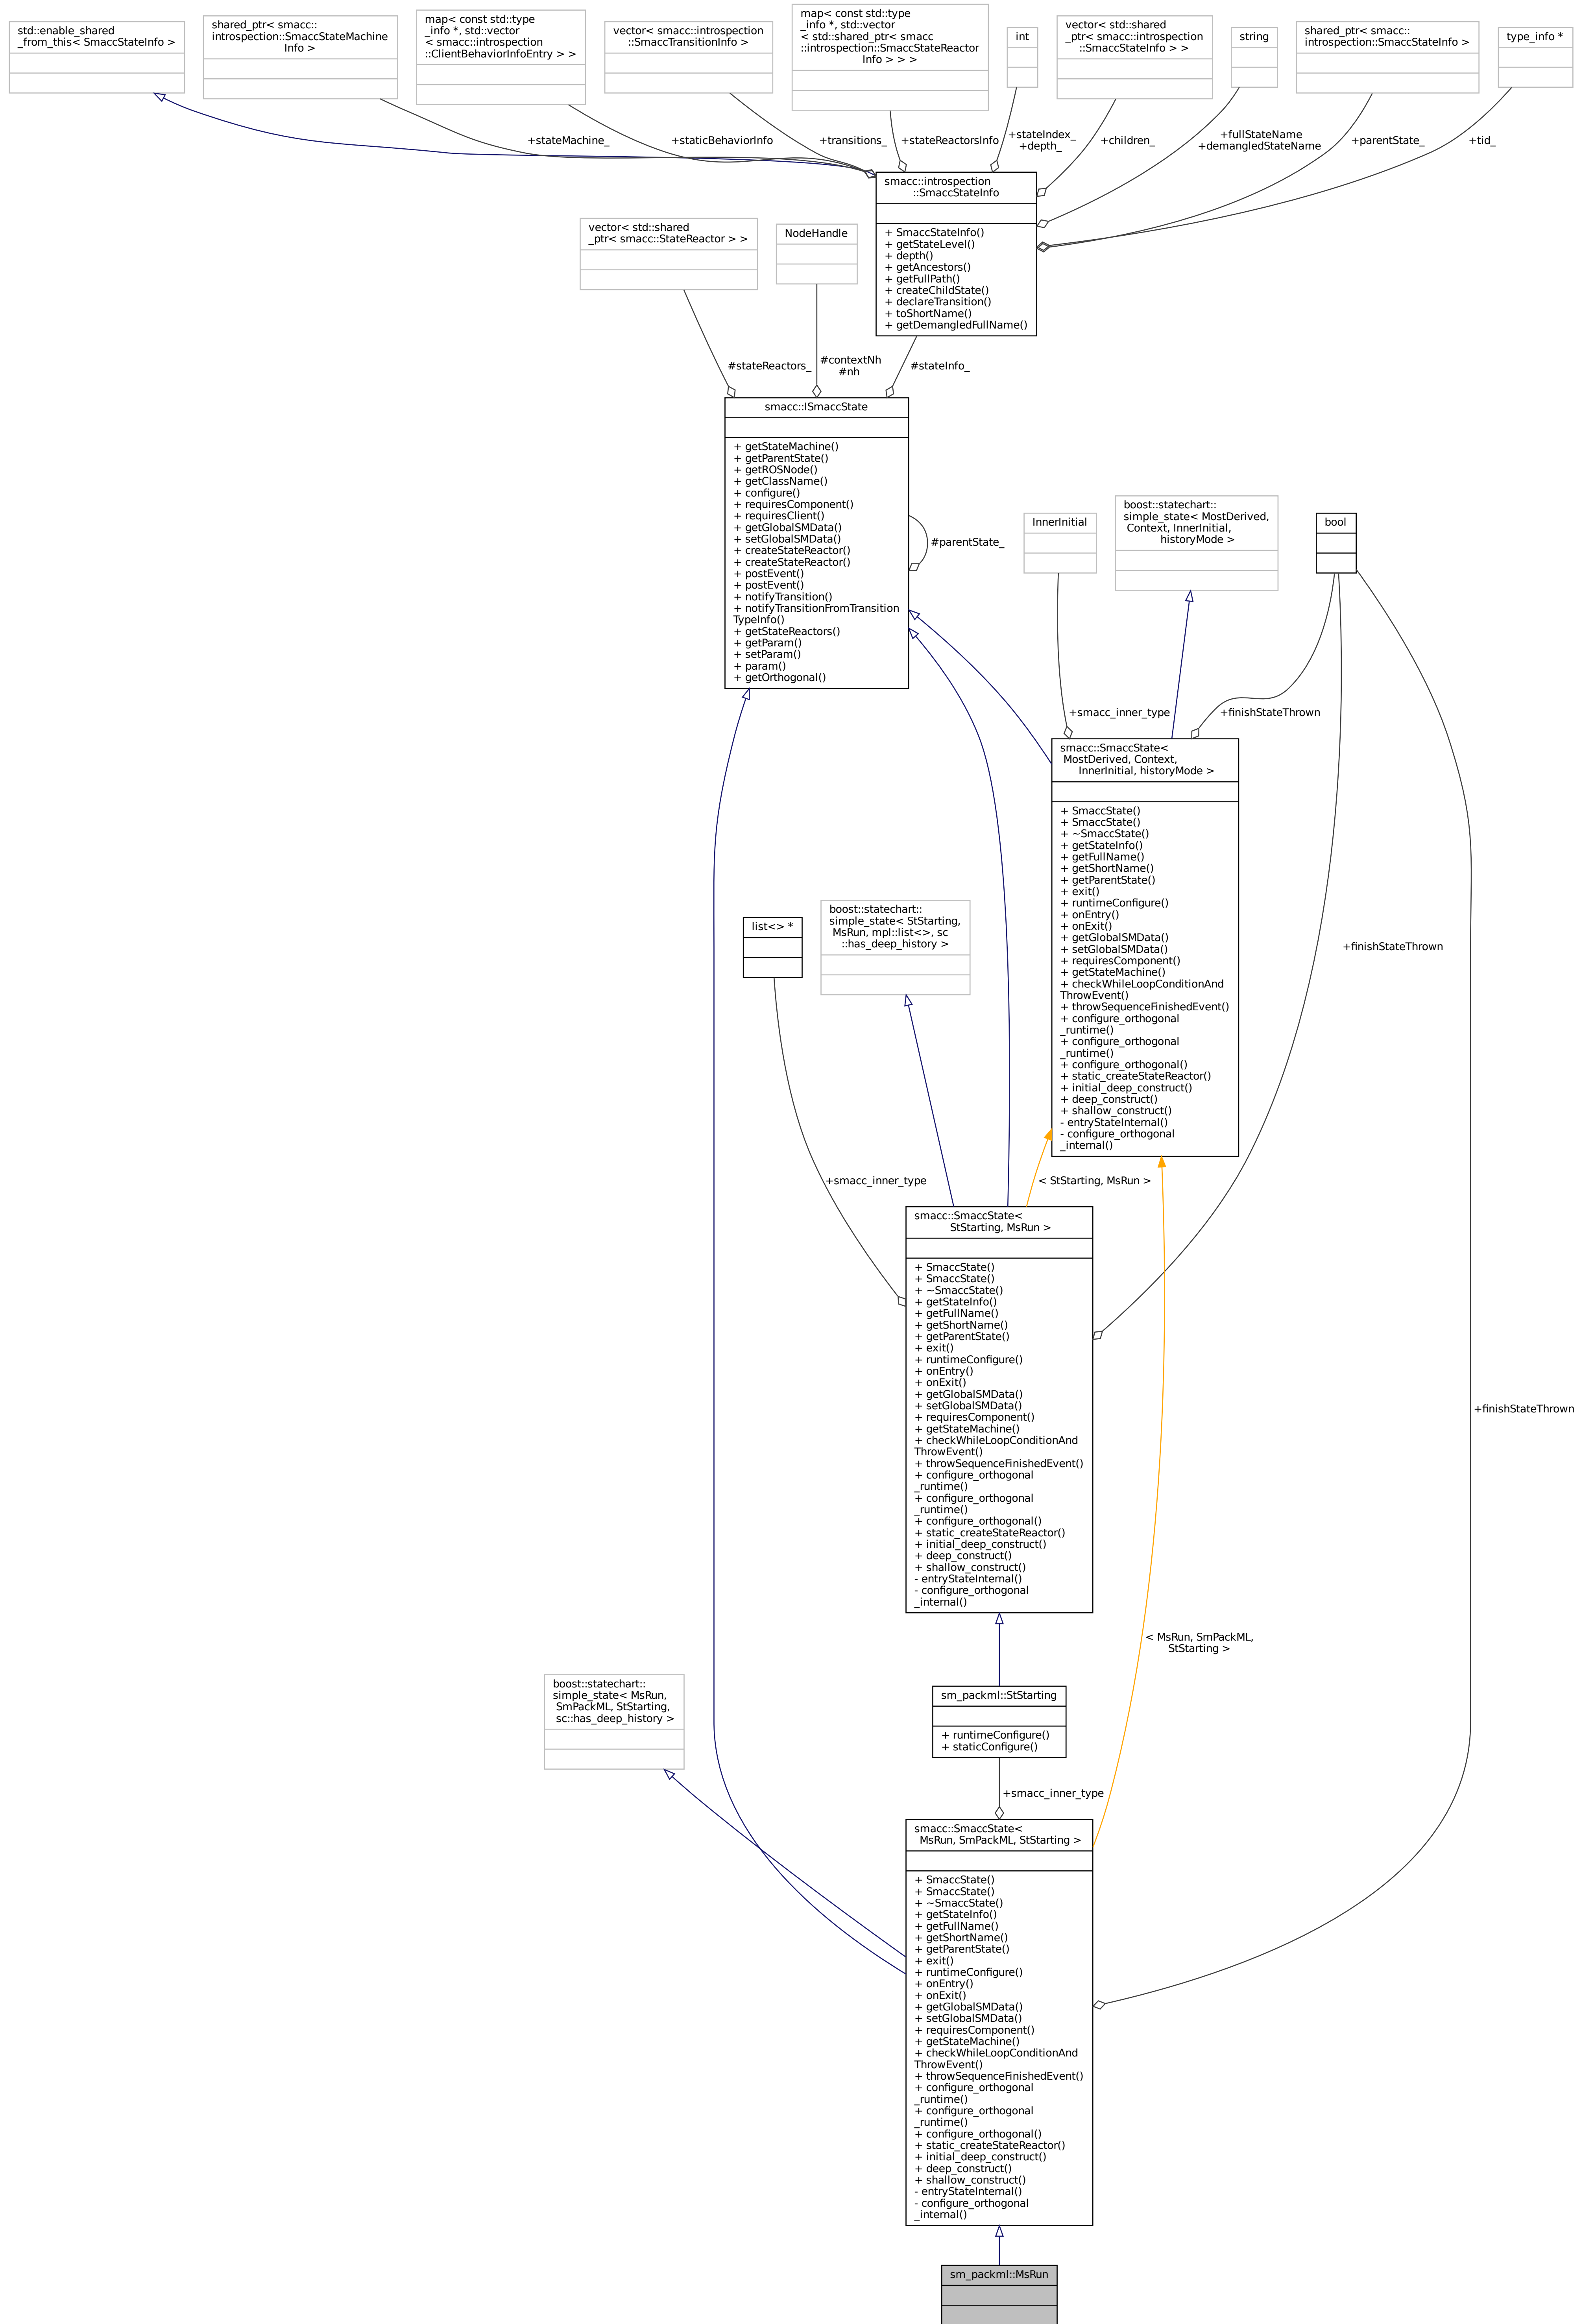 std::enable_shared
_from_this< SmaccStateInfo >
shared_ptr< smacc::
introspection::SmaccStateMachine
Info >
map< const std::type
_info *, std::vector
< smacc::introspection
::ClientBehaviorInfoEntry > >
vector< smacc::introspection
::SmaccTransitionInfo >
map< const std::type
_info *, std::vector
< std::shared_ptr< smacc
::introspection::SmaccStateReactor
Info > > >
int
vector< std::shared
_ptr< smacc::introspection
::SmaccStateInfo > >
string
shared_ptr< smacc::
introspection::SmaccStateInfo >
type_info *
+stateMachine_
+staticBehaviorInfo
+transitions_
+stateReactorsInfo
+stateIndex_
+depth_
+children_
+fullStateName
+demangledStateName
+parentState_
+tid_
smacc::introspection
::SmaccStateInfo
+ SmaccStateInfo()
+ getStateLevel()
+ depth()
+ getAncestors()
+ getFullPath()
+ createChildState()
+ declareTransition()
+ toShortName()
+ getDemangledFullName()
vector< std::shared
_ptr< smacc::StateReactor > >
NodeHandle
#stateReactors_
#contextNh
#nh
#stateInfo_
smacc::ISmaccState
+ getStateMachine()
+ getParentState()
+ getROSNode()
+ getClassName()
+ configure()
+ requiresComponent()
+ requiresClient()
+ getGlobalSMData()
+ setGlobalSMData()
+ createStateReactor()
+ createStateReactor()
+ postEvent()
+ postEvent()
+ notifyTransition()
+ notifyTransitionFromTransition
TypeInfo()
+ getStateReactors()
+ getParam()
+ setParam()
+ param()
+ getOrthogonal()
#parentState_
InnerInitial
boost::statechart::
simple_state< MostDerived,
Context, InnerInitial,
historyMode >
bool
+smacc_inner_type
+finishStateThrown
smacc::SmaccState<
MostDerived, Context,
InnerInitial, historyMode >
+ SmaccState()
+ SmaccState()
+ ~SmaccState()
+ getStateInfo()
+ getFullName()
+ getShortName()
+ getParentState()
+ exit()
+ runtimeConfigure()
+ onEntry()
+ onExit()
+ getGlobalSMData()
+ setGlobalSMData()
+ requiresComponent()
+ getStateMachine()
+ checkWhileLoopConditionAnd
ThrowEvent()
+ throwSequenceFinishedEvent()
+ configure_orthogonal
_runtime()
+ configure_orthogonal
_runtime()
+ configure_orthogonal()
+ static_createStateReactor()
+ initial_deep_construct()
+ deep_construct()
+ shallow_construct()
- entryStateInternal()
- configure_orthogonal
_internal()
list<> *
boost::statechart::
simple_state< StStarting,
MsRun, mpl::list<>, sc
::has_deep_history >
+finishStateThrown
+smacc_inner_type
< StStarting, MsRun >
smacc::SmaccState<
StStarting, MsRun >
+ SmaccState()
+ SmaccState()
+ ~SmaccState()
+ getStateInfo()
+ getFullName()
+ getShortName()
+ getParentState()
+ exit()
+ runtimeConfigure()
+ onEntry()
+ onExit()
+ getGlobalSMData()
+ setGlobalSMData()
+ requiresComponent()
+ getStateMachine()
+ checkWhileLoopConditionAnd
ThrowEvent()
+ throwSequenceFinishedEvent()
+ configure_orthogonal
_runtime()
+ configure_orthogonal
_runtime()
+ configure_orthogonal()
+ static_createStateReactor()
+ initial_deep_construct()
+ deep_construct()
+ shallow_construct()
- entryStateInternal()
- configure_orthogonal
_internal()
+finishStateThrown
< MsRun, SmPackML,
StStarting >
boost::statechart::
simple_state< MsRun,
SmPackML, StStarting,
sc::has_deep_history >
sm_packml::StStarting
+ runtimeConfigure()
+ staticConfigure()
+smacc_inner_type
smacc::SmaccState<
MsRun, SmPackML, StStarting >
+ SmaccState()
+ SmaccState()
+ ~SmaccState()
+ getStateInfo()
+ getFullName()
+ getShortName()
+ getParentState()
+ exit()
+ runtimeConfigure()
+ onEntry()
+ onExit()
+ getGlobalSMData()
+ setGlobalSMData()
+ requiresComponent()
+ getStateMachine()
+ checkWhileLoopConditionAnd
ThrowEvent()
+ throwSequenceFinishedEvent()
+ configure_orthogonal
_runtime()
+ configure_orthogonal
_runtime()
+ configure_orthogonal()
+ static_createStateReactor()
+ initial_deep_construct()
+ deep_construct()
+ shallow_construct()
- entryStateInternal()
- configure_orthogonal
_internal()
sm_packml::MsRun